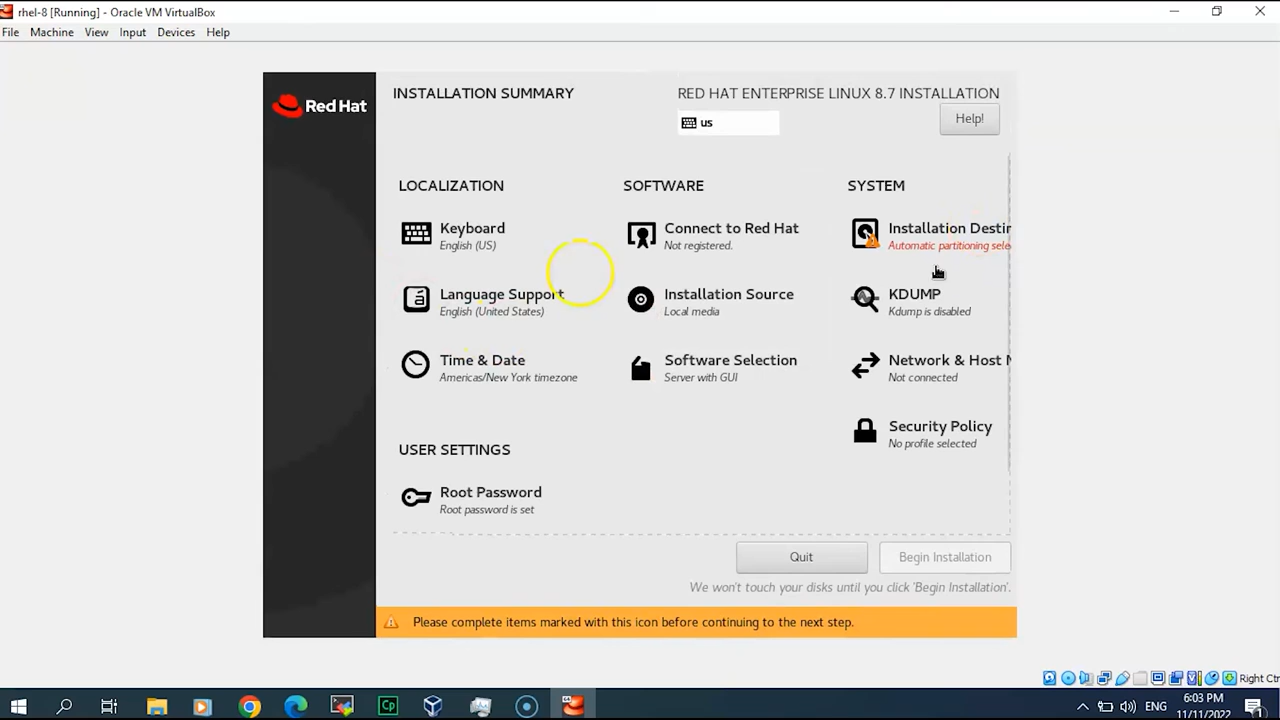 rhel-8 [Running] - Oracle VM VirtualBox
File Machine View Input Devices Help
Red Hat
INSTALLATION SUMMARY
RED HAT ENTERPRISE LINUX 8.7 INSTALLATION
us
Help!
LOCALIZATION
Keyboard
English (US)
Language Support
English (United States)
Time & Date
Americas/New York timezone
SOFTWARE
Connect to Red Hat
Not registered.
Installation Source
Local media
Software Selection
Server with GUI
SYSTEM
Installation Destin
Automatic partitioning sele
KDUMP
Kdump is disabled
Network & Host N
Not connected
Security Policy
No profile selected
USER SETTINGS
Root Password
Root password is set
Quit
Begin Installation
We won't touch your disks until you click 'Begin Installation'.
Please complete items marked with this icon before continuing to the next step.
Right Ctr
Cp
ENG
6:03 PM
11/11/2022
1